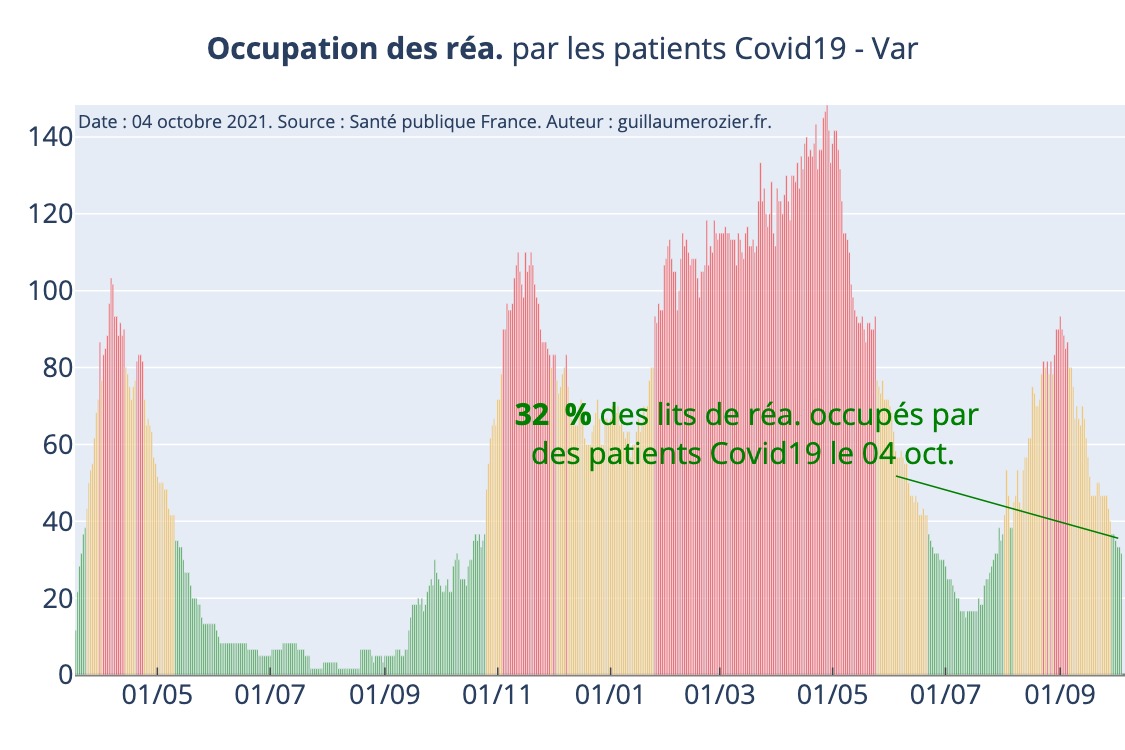 Occupation des réa. par les patients Covid19 - Var
Date : 04 octobre 2021. Source : Santé publique France. Auteur : guillaumerozier.fr.
140
120
100
80
60
40
20
0
32 % des lits de réa. occupés par
des patients Covid19 le 04 oct.
01/05 01/07 01/09 01/11 01/01 01/03 01/05 01/07 01/09